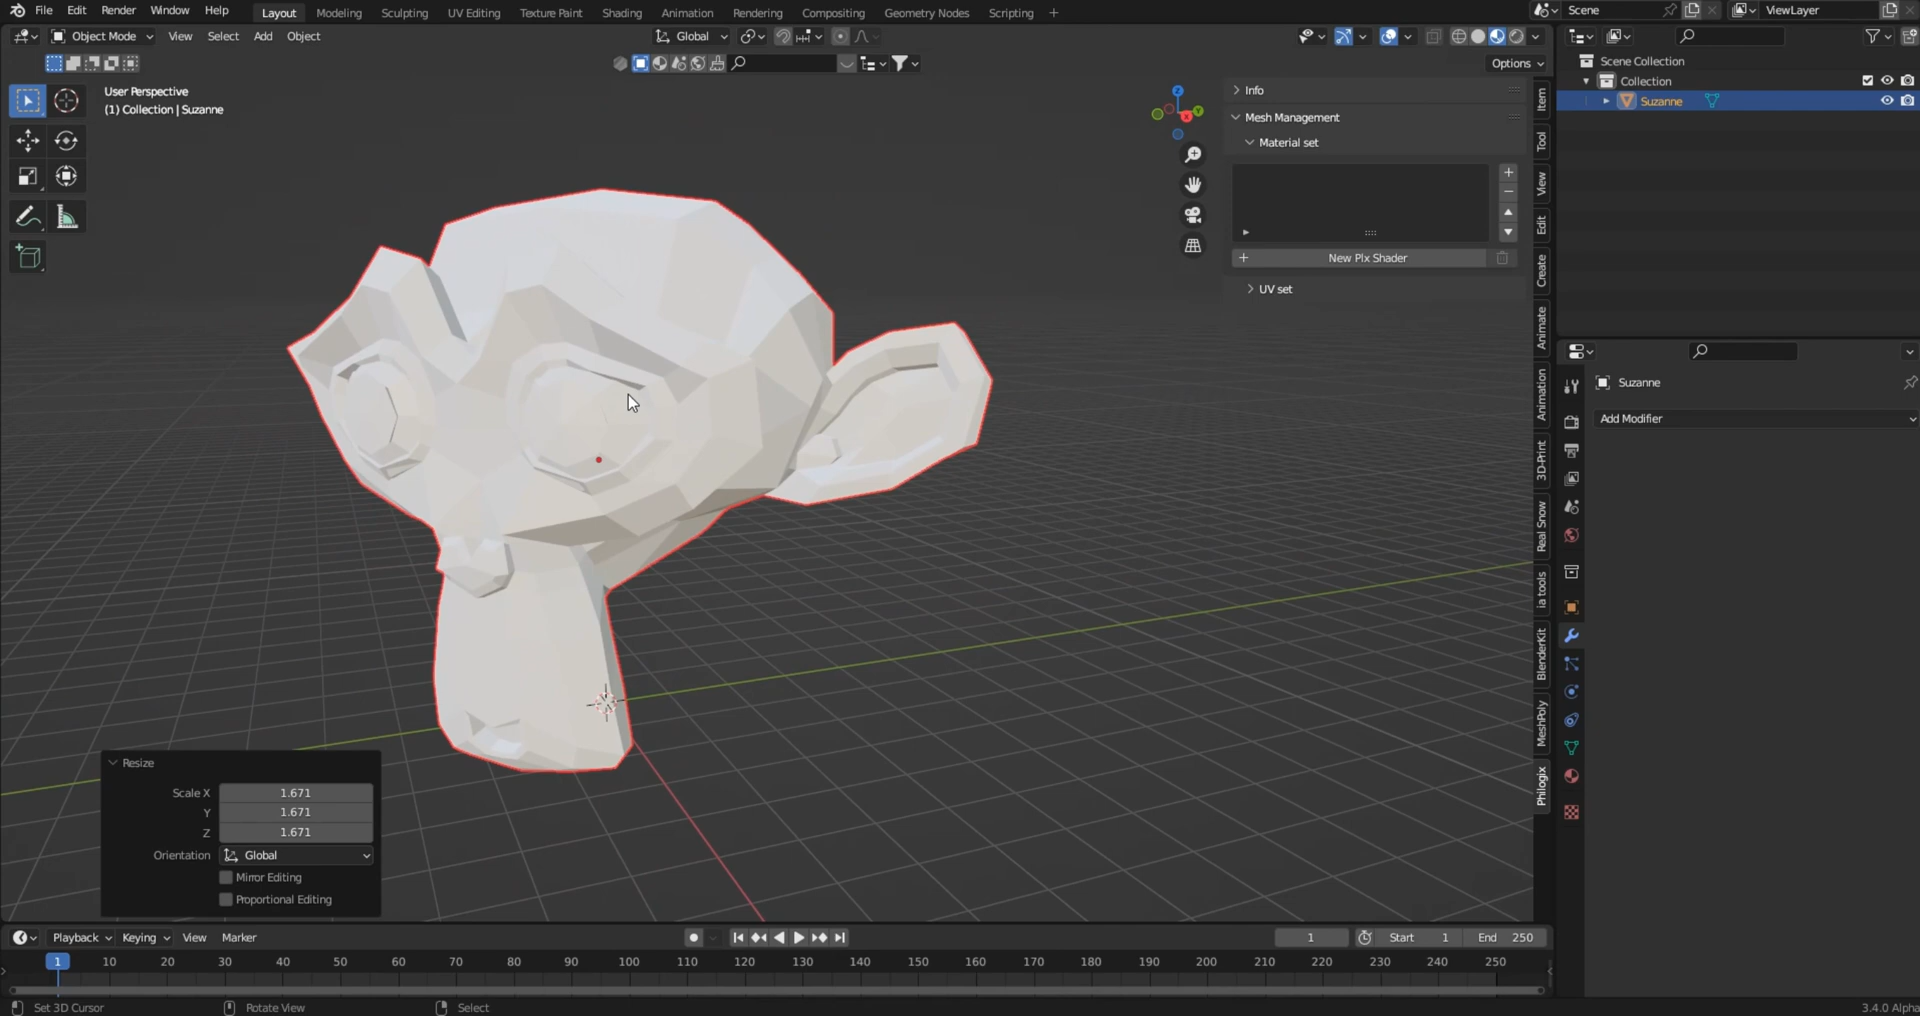 File Edit Render Window Help
Layout Modeling Sculpting UV Editing Texture Paint Shading Animation Rendering Compositing Geometry Nodes Scripting +
Scene
ViewLayer
Object Mode View Select Add Object
Global
Options
User Perspective
(1) Collection | Suzanne
Info
Mesh Management
Material set
New Plx Shader
UV set
Item
Tool
View
Edit
Create
Animate
Animation
3D-Print
Real Snow
ia tools
BlenderKit
MeshPoly
Philogix
Scene Collection
Collection
Suzanne
Suzanne
Add Modifier
Resize
Scale X 1.671
Y 1.671
Z 1.671
Orientation Global
Mirror Editing
Proportional Editing
Playback Keying View Marker
1 Start 1 End 250
1 10 20 30 40 50 60 70 80 90 100 110 120 130 140 150 160 170 180 190 200 210 220 230 240 250
Set 3D Cursor Rotate View Select
3.4.0 Alpha